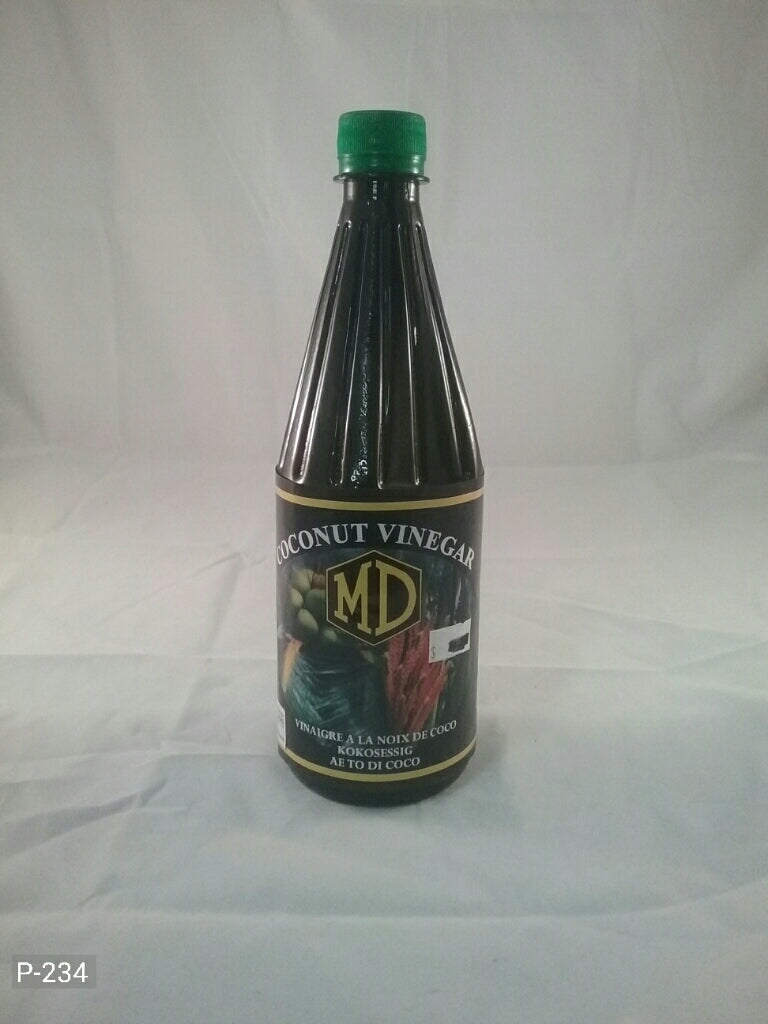 COCONUT VINEGAR
MD
$
VINAIGRE A LA NOIX DE COCO
KOKOSESSIG
AE TO DI COCO
P-234